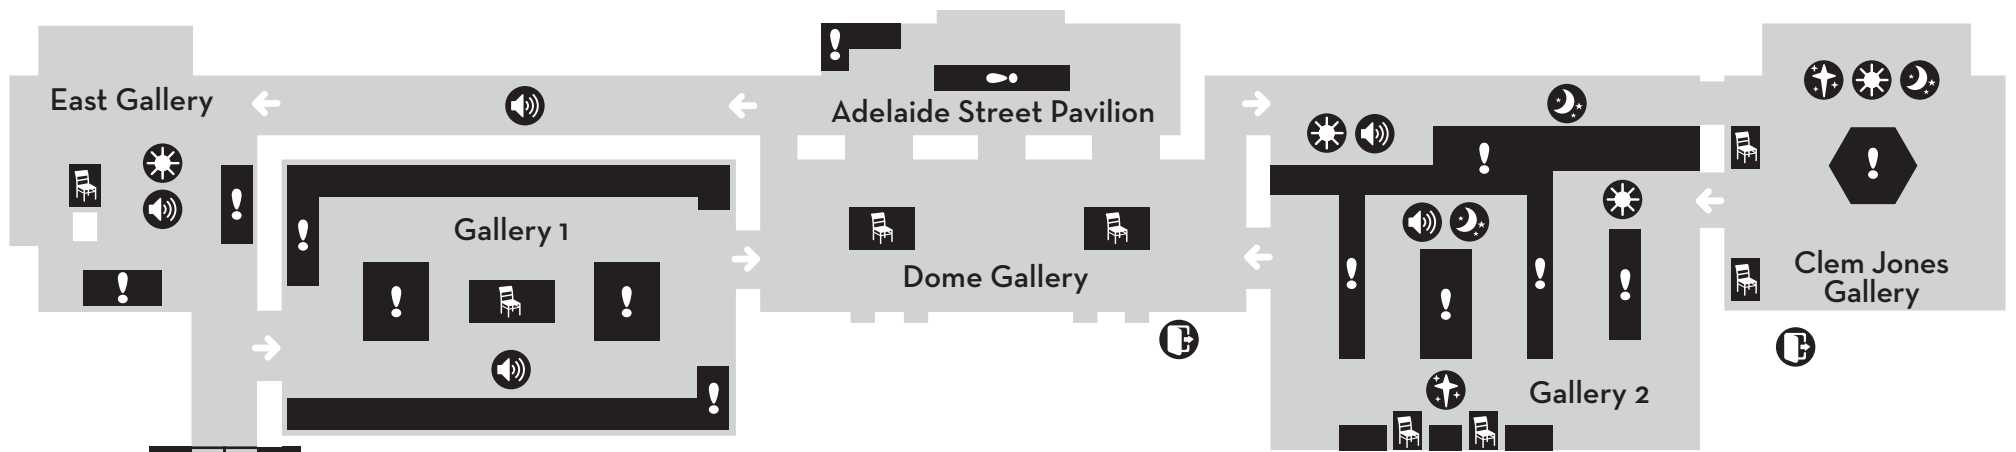 East Gallery
Adelaide Street Pavilion
Gallery 1
Dome Gallery
Clem Jones
Gallery
Gallery 2